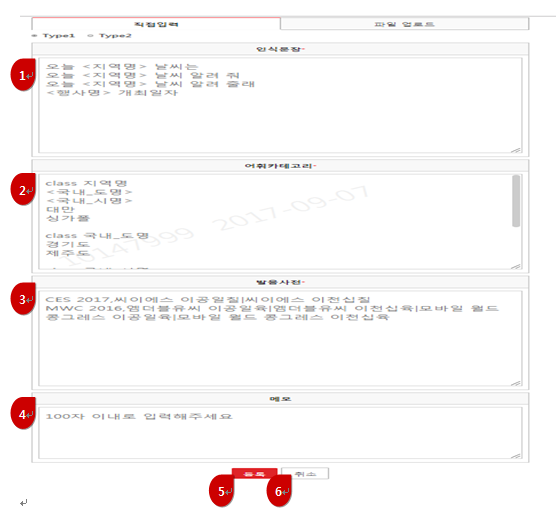 직접입력 파일 업로드
Type1 Type2
인식문장-
1
오늘 <지역명> 날씨는
오늘 <지역명> 날씨 알려 줘
오늘 <지역명> 날씨 알려 줄래
<행사명> 개최일자
어휘카테고리-
2
class 지역명
<국내_도명>
<국내_시명>
대만
싱가폴
class 국내_도명
경기도
제주도
10147999 2017-09-07
발음사전-
3
CES 2017,씨이에스 이공일칠|씨이에스 이천십칠
MWC 2016,엠더블유씨 이공일육|엠더블유씨 이천십육|모바일 월드
콩그레스 이공일육|모바일 월드 콩그레스 이천십육
메모
4
100자 이내로 입력해주세요
등록 취소
5 6